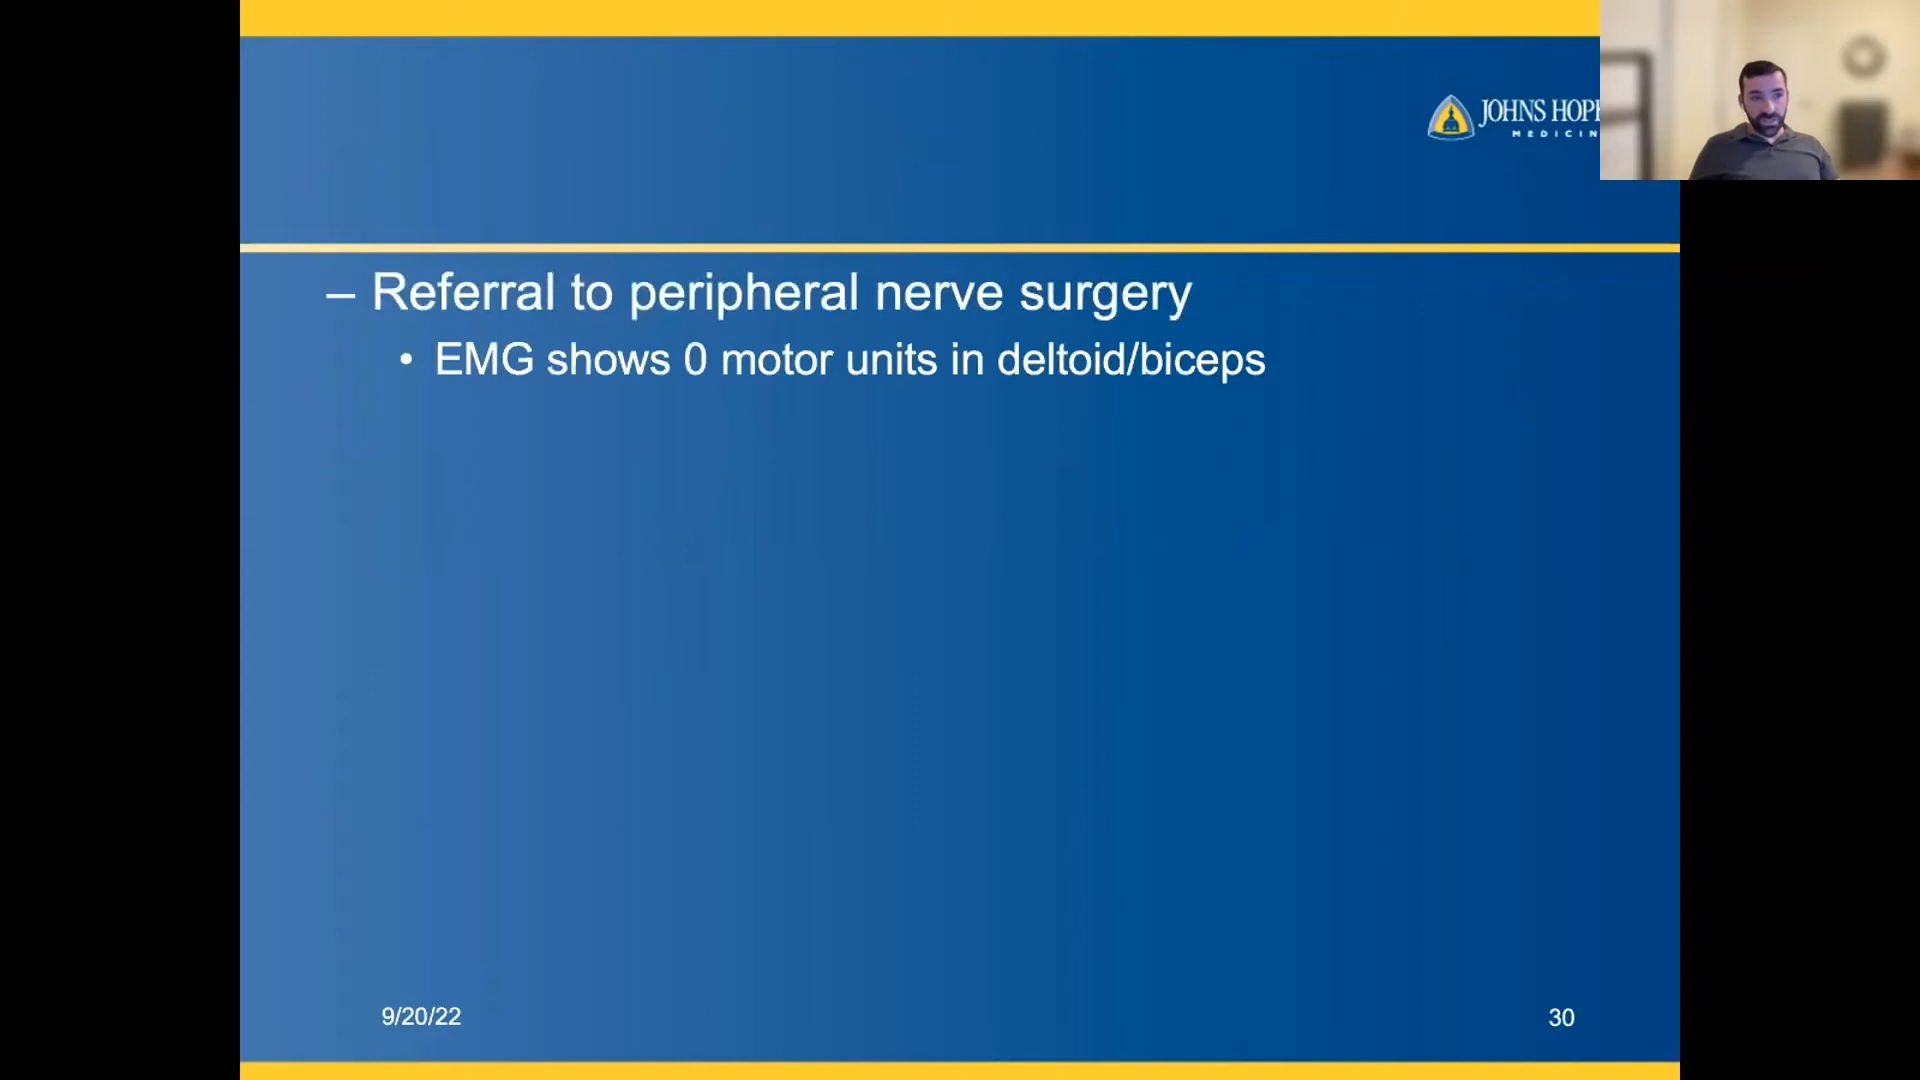 JOHNS HOP
MEDICIN
– Referral to peripheral nerve surgery
• EMG shows 0 motor units in deltoid/biceps
9/20/22
30